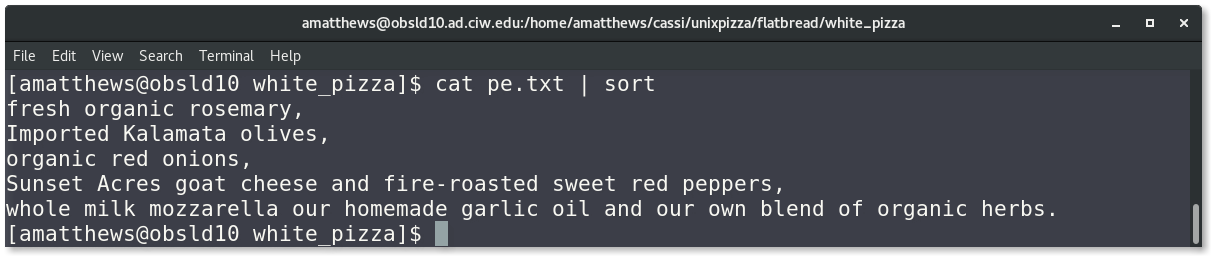 amatthews@obsld10.ad.ciw.edu:/home/amatthews/cassi/unixpizza/flatbread/white_pizza
File Edit View Search Terminal Help
[amatthews@obsld10 white_pizza]$ cat pe.txt | sort
fresh organic rosemary,
Imported Kalamata olives,
organic red onions,
Sunset Acres goat cheese and fire-roasted sweet red peppers,
whole milk mozzarella our homemade garlic oil and our own blend of organic herbs.
[amatthews@obsld10 white_pizza]$